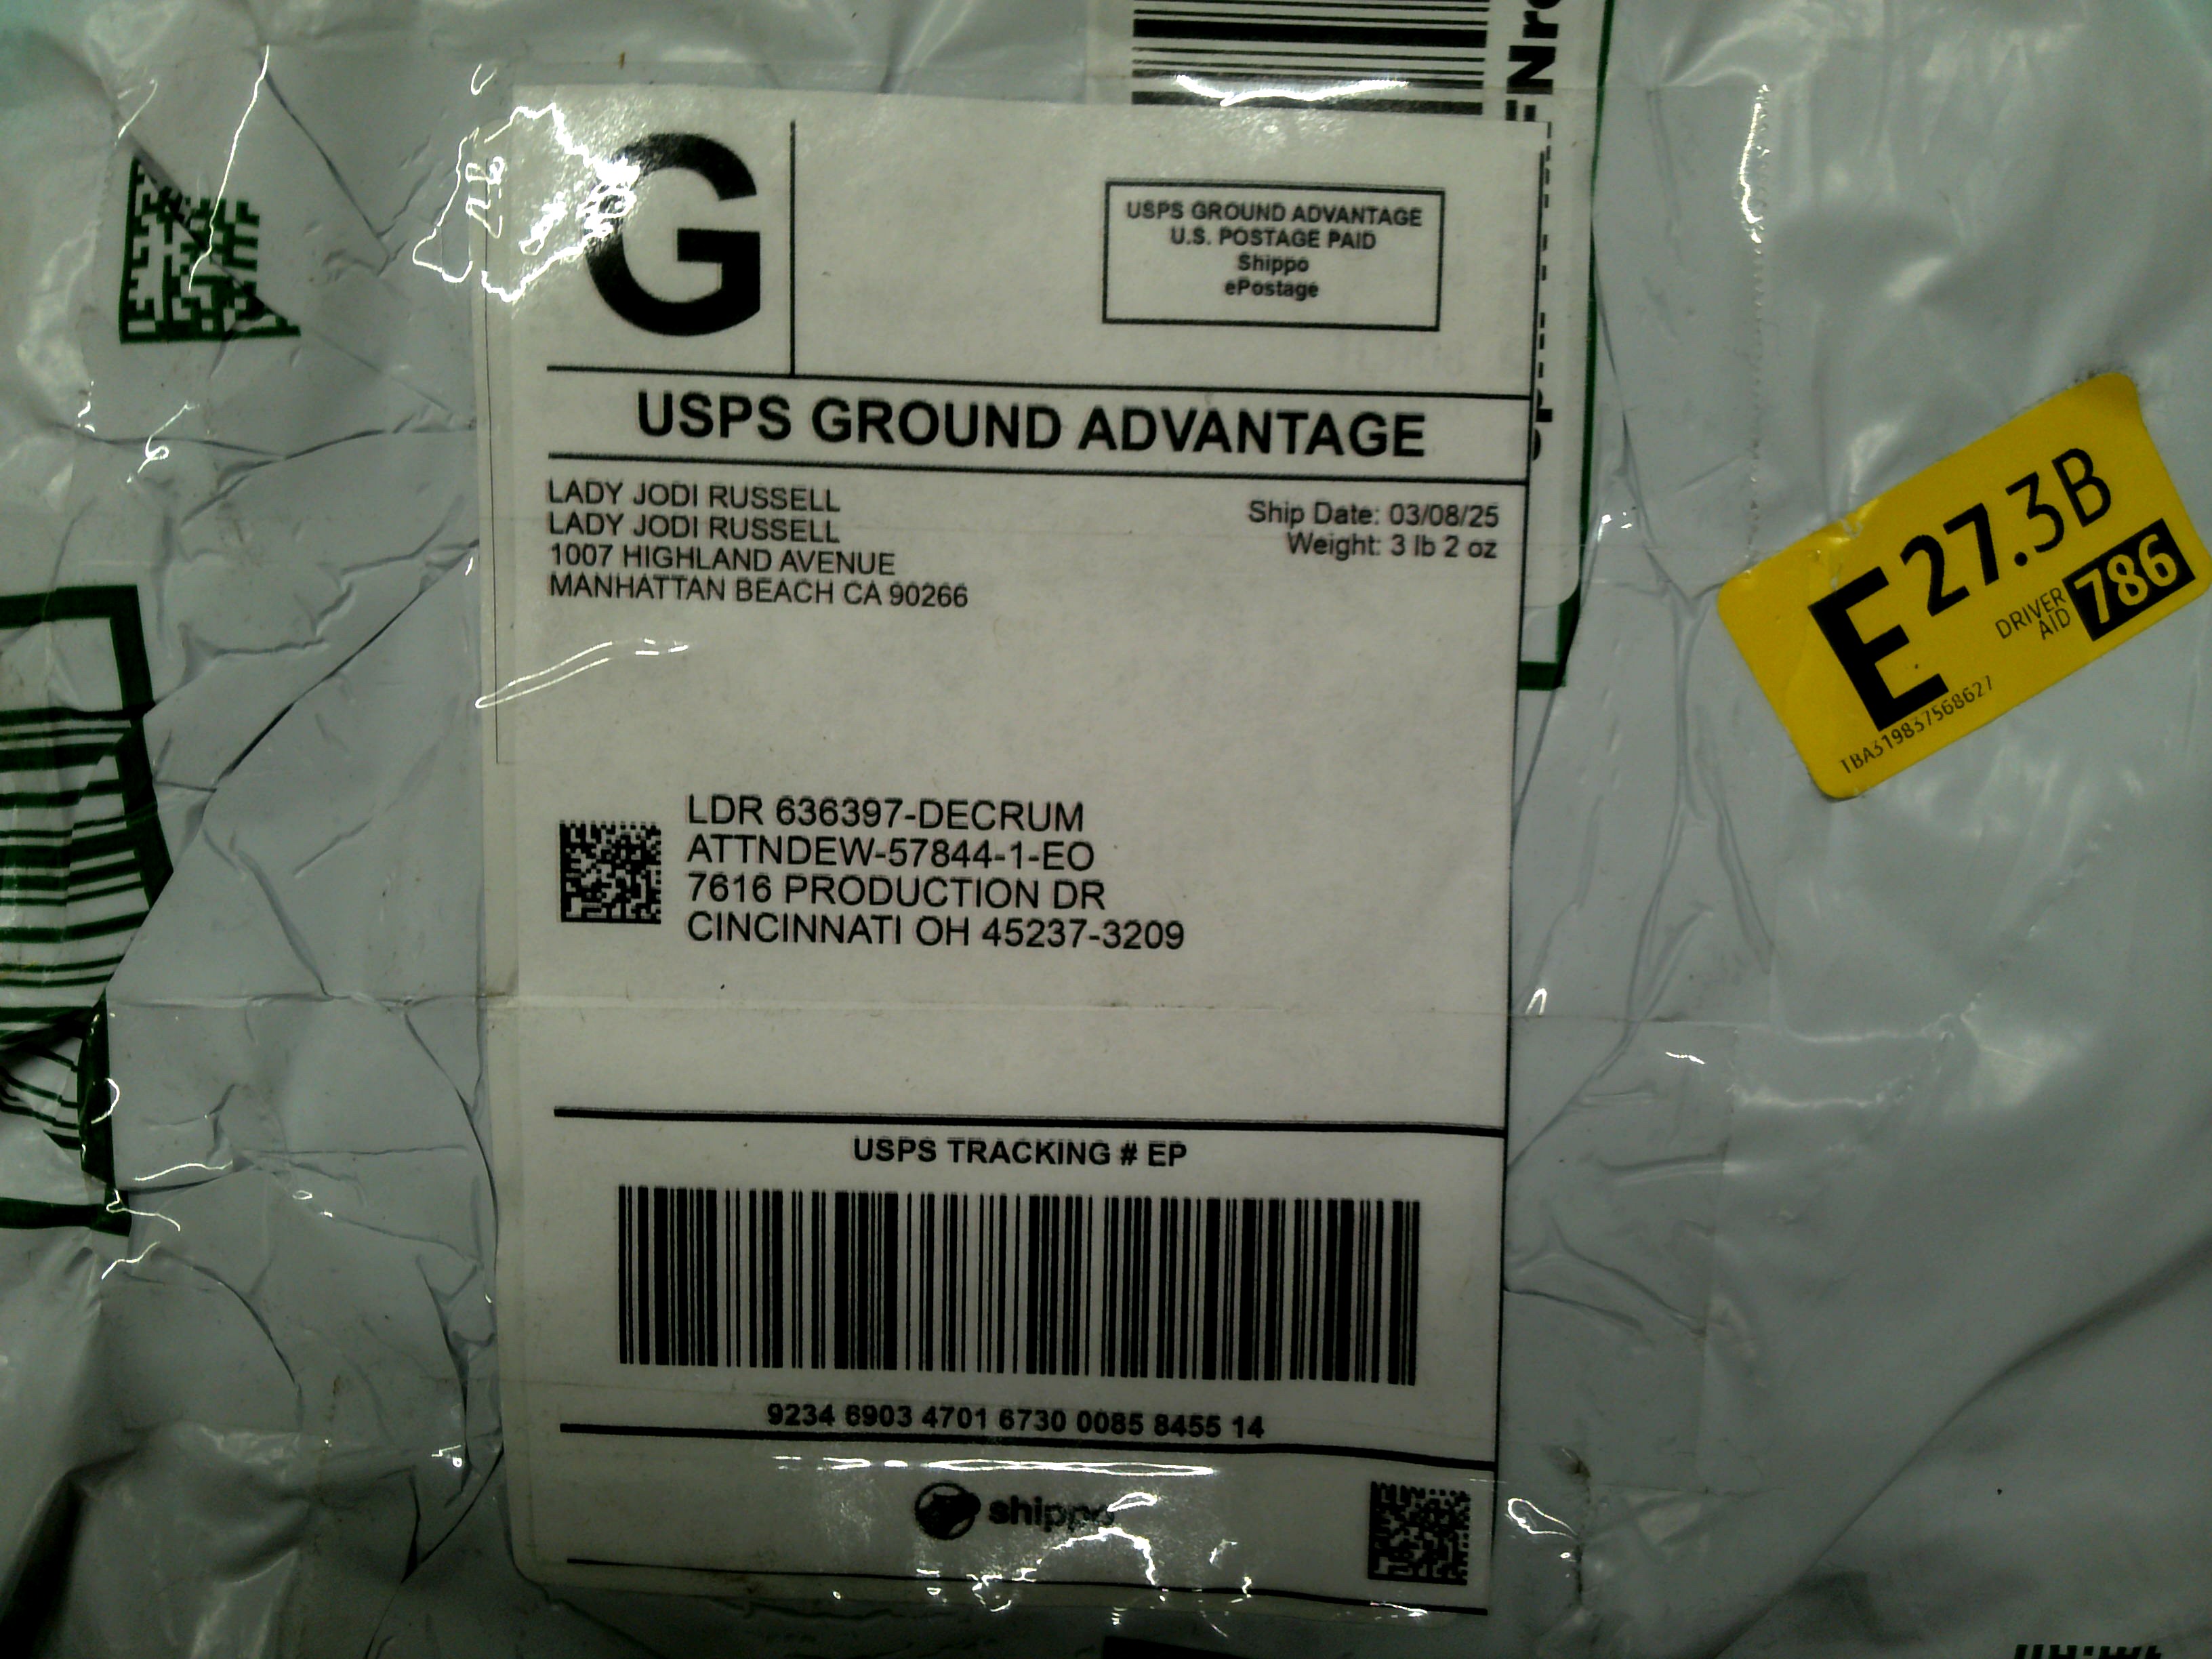 FNr
G
USPS GROUND ADVANTAGE
U.S. POSTAGE PAID
Shippo
ePostage
USPS GROUND ADVANTAGE
LADY JODI RUSSELL
LADY JODI RUSSELL
1007 HIGHLAND AVENUE
MANHATTAN BEACH CA 90266
Ship Date: 03/08/25
Weight: 3 lb 2 oz
E 27.3B
DRIVER
AID 786
TBA319837568627
LDR 636397-DECRUM
ATTNDEW-57844-1-EO
7616 PRODUCTION DR
CINCINNATI OH 45237-3209
USPS TRACKING # EP
9234 6903 4701 6730 0085 8455 14
shippo